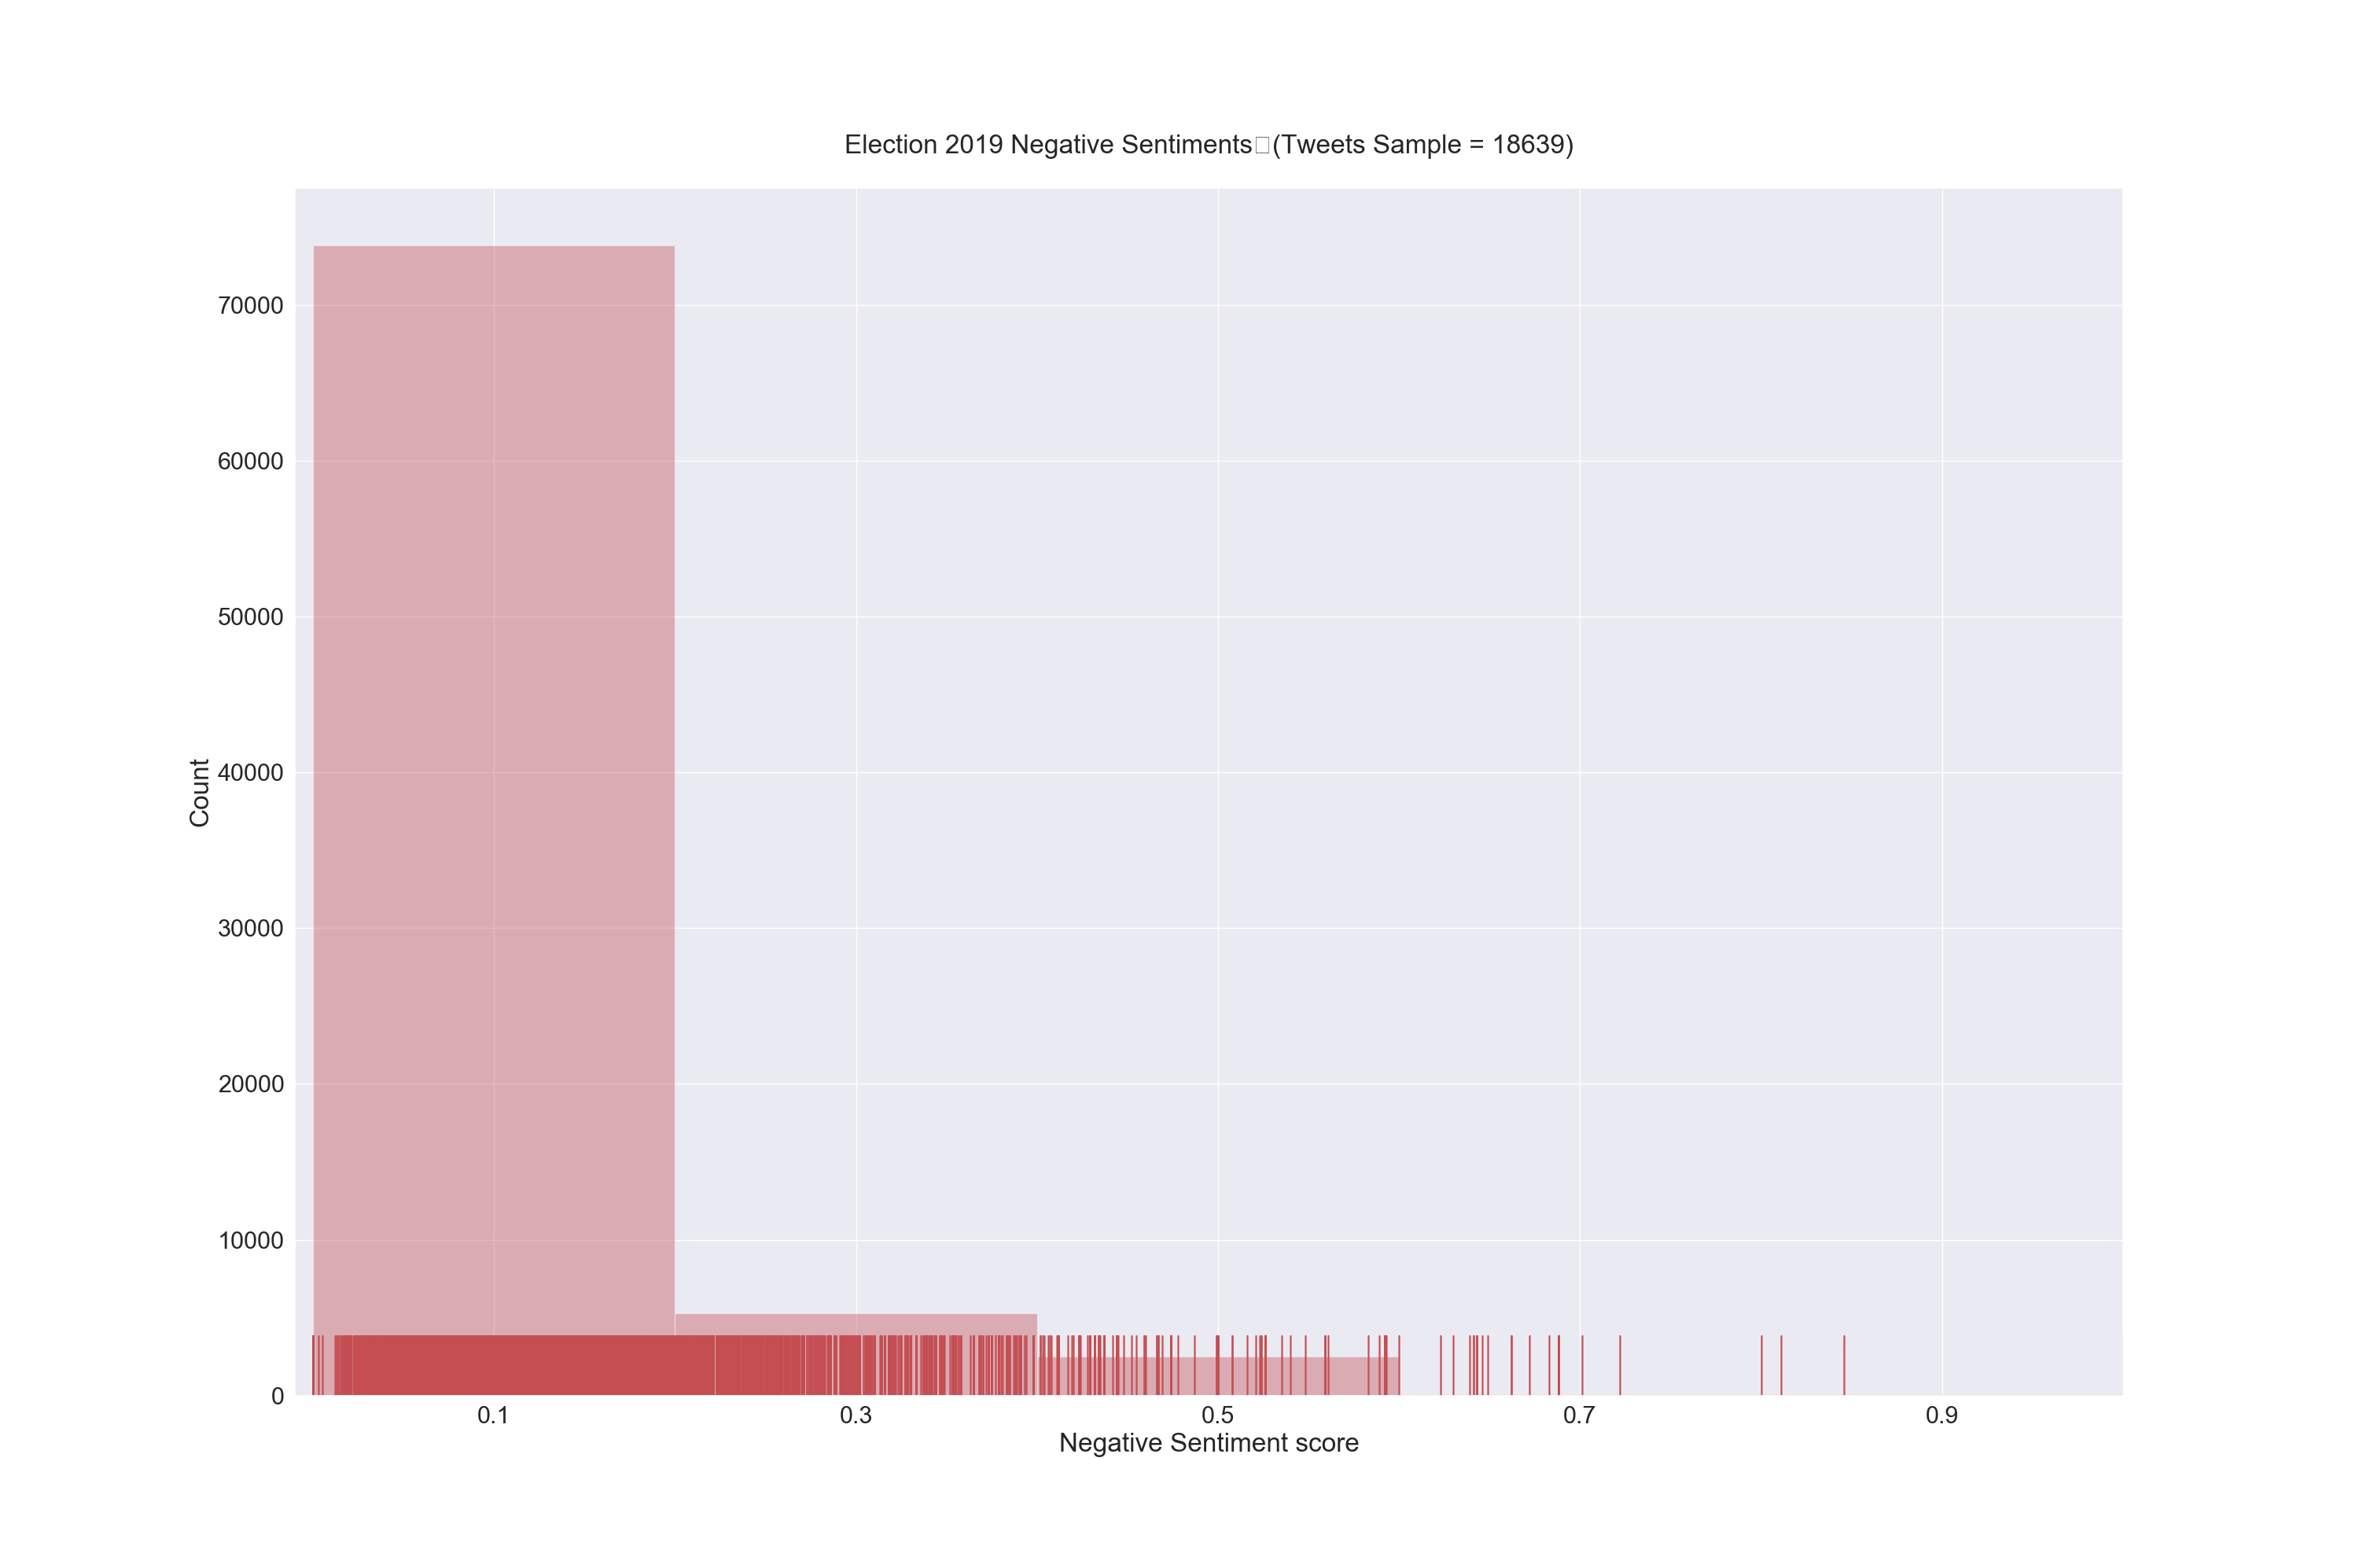 Election 2019 Negative Sentiments▯(Tweets Sample = 18639)
70000
60000
50000
40000
30000
20000
10000
0
Count
0.1 0.3 0.5 0.7 0.9
Negative Sentiment score